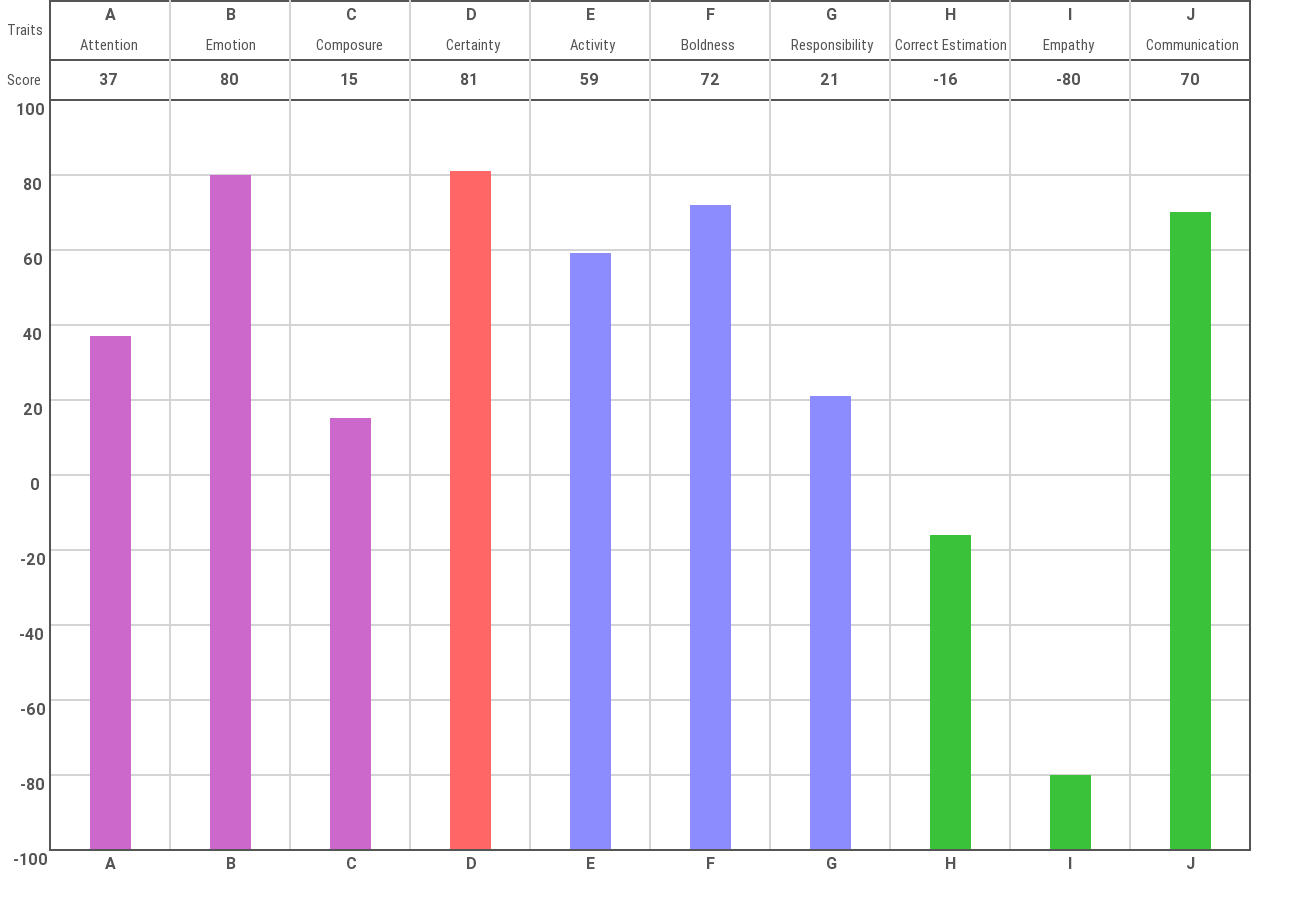 A B C D E F G H I J
Traits
Attention Emotion Composure Certainty Activity Boldness Responsibility Correct Estimation Empathy Communication
Score 37 80 15 81 59 72 21 -16 -80 70
100
80
60
40
20
0
-20
-40
-60
-80
-100
A B C D E F G H I J